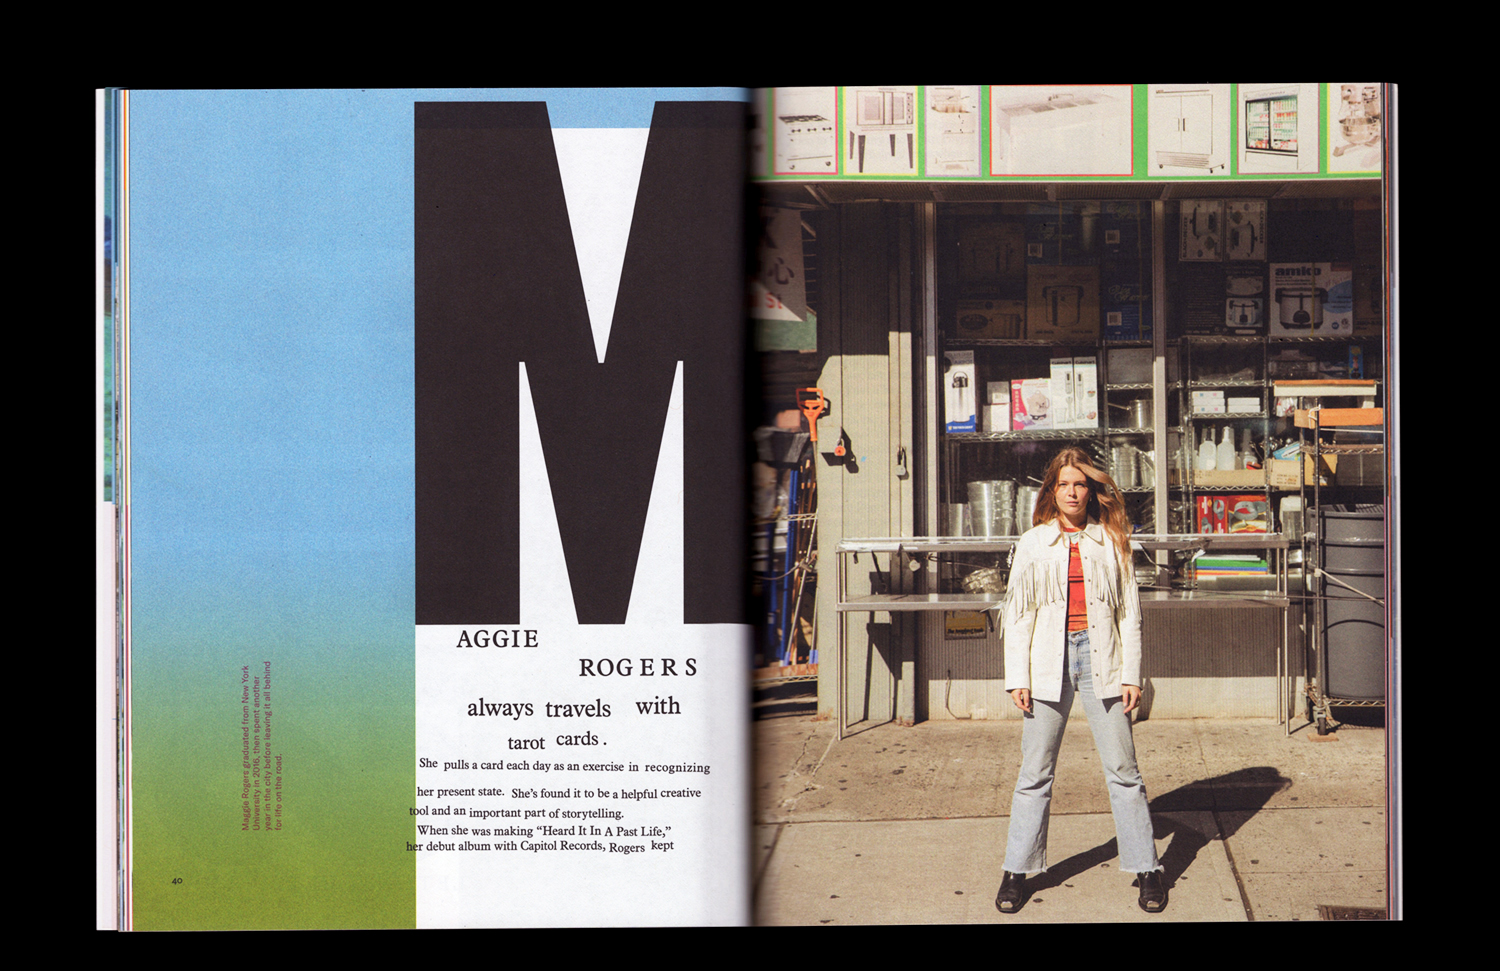 M
AGGIE
ROGERS
always travels with
tarot cards.
She pulls a card each day as an exercise in recognizing
her present state. She's found it to be a helpful creative
tool and an important part of storytelling.
When she was making “Heard It In A Past Life,”
her debut album with Capitol Records, Rogers kept
Maggie Rogers graduated from New York
University in 2016, then spent another
year in the city before leaving it all behind
for life on the road.
40
心
St
amko